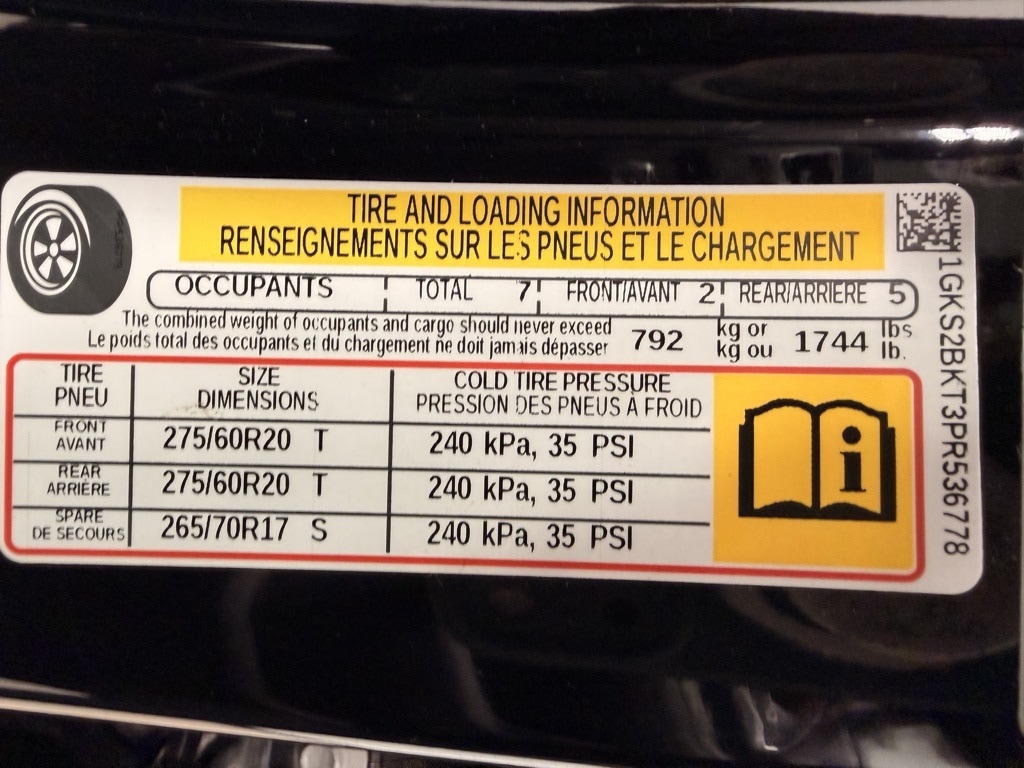 TIRE AND LOADING INFORMATION
RENSEIGNEMENTS SUR LES PNEUS ET LE CHARGEMENT
OCCUPANTS TOTAL 7 FRONT/AVANT 2 REAR/ARRIÈRE 5
The combined weight of occupants and cargo should never exceed 792 kg or 1744 lbs
Le poids total des occupants et du chargement ne doit jamais dépasser kg ou lb.
TIRE SIZE COLD TIRE PRESSURE
PNEU DIMENSIONS PRESSION DES PNEUS À FROID
FRONT
AVANT 275/60R20 T 240 kPa, 35 PSI
REAR
ARRIÈRE 275/60R20 T 240 kPa, 35 PSI
SPARE
DE SECOURS 265/70R17 S 240 kPa, 35 PSI
1GKS2BKT3PR536778